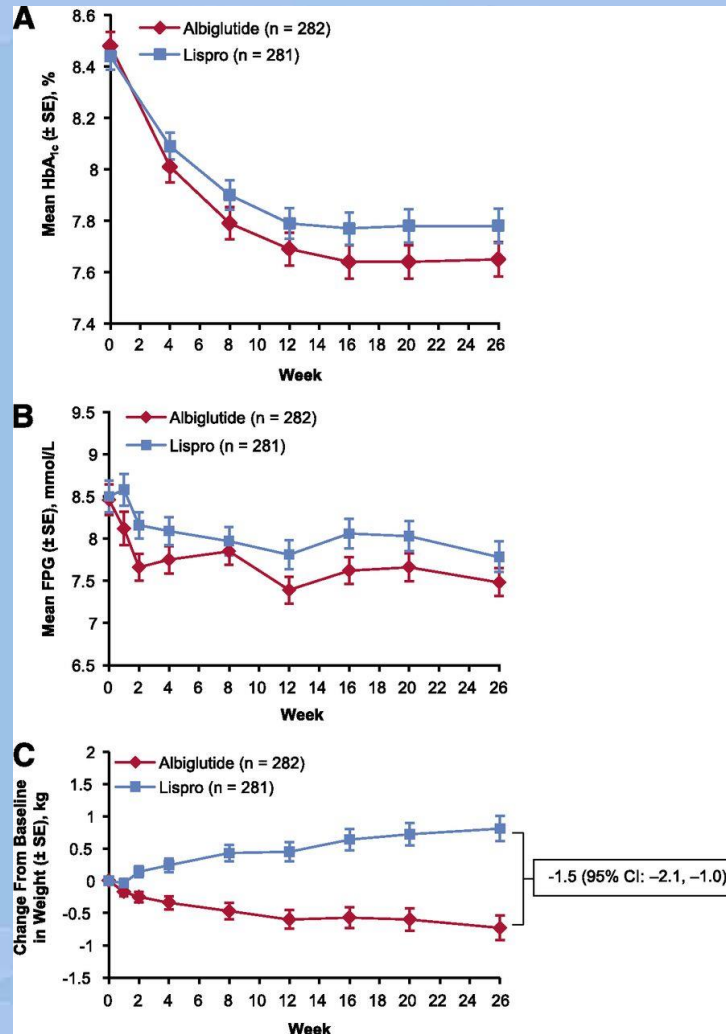 A
Mean HbA1c (± SE), %
8.6
8.4
8.2
8
7.8
7.6
7.4
Albiglutide (n = 282)
Lispro (n = 281)
0 2 4 6 8 10 12 14 16 18 20 22 24 26
Week
B
Mean FPG (± SE), mmol/L
9.5
9
8.5
8
7.5
7
6.5
Albiglutide (n = 282)
Lispro (n = 281)
0 2 4 6 8 10 12 14 16 18 20 22 24 26
Week
C
Change From Baseline
in Weight (± SE), kg
2
1.5
1
0.5
0
-0.5
-1
-1.5
Albiglutide (n = 282)
Lispro (n = 281)
-1.5 (95% CI: –2.1, –1.0)
0 2 4 6 8 10 12 14 16 18 20 22 24 26
Week